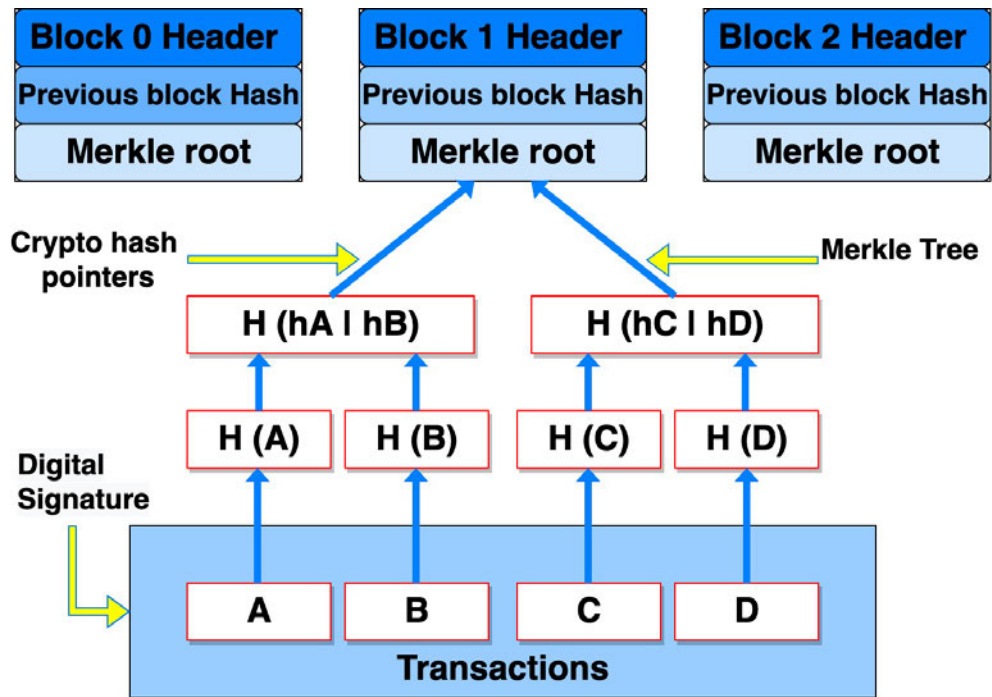 Block 0 Header
Previous block Hash
Merkle root
Block 1 Header
Previous block Hash
Merkle root
Block 2 Header
Previous block Hash
Merkle root
Crypto hash
pointers
Merkle Tree
H (hA | hB)
H (hC | hD)
H (A)
H (B)
H (C)
H (D)
Digital
Signature
A
B
C
D
Transactions